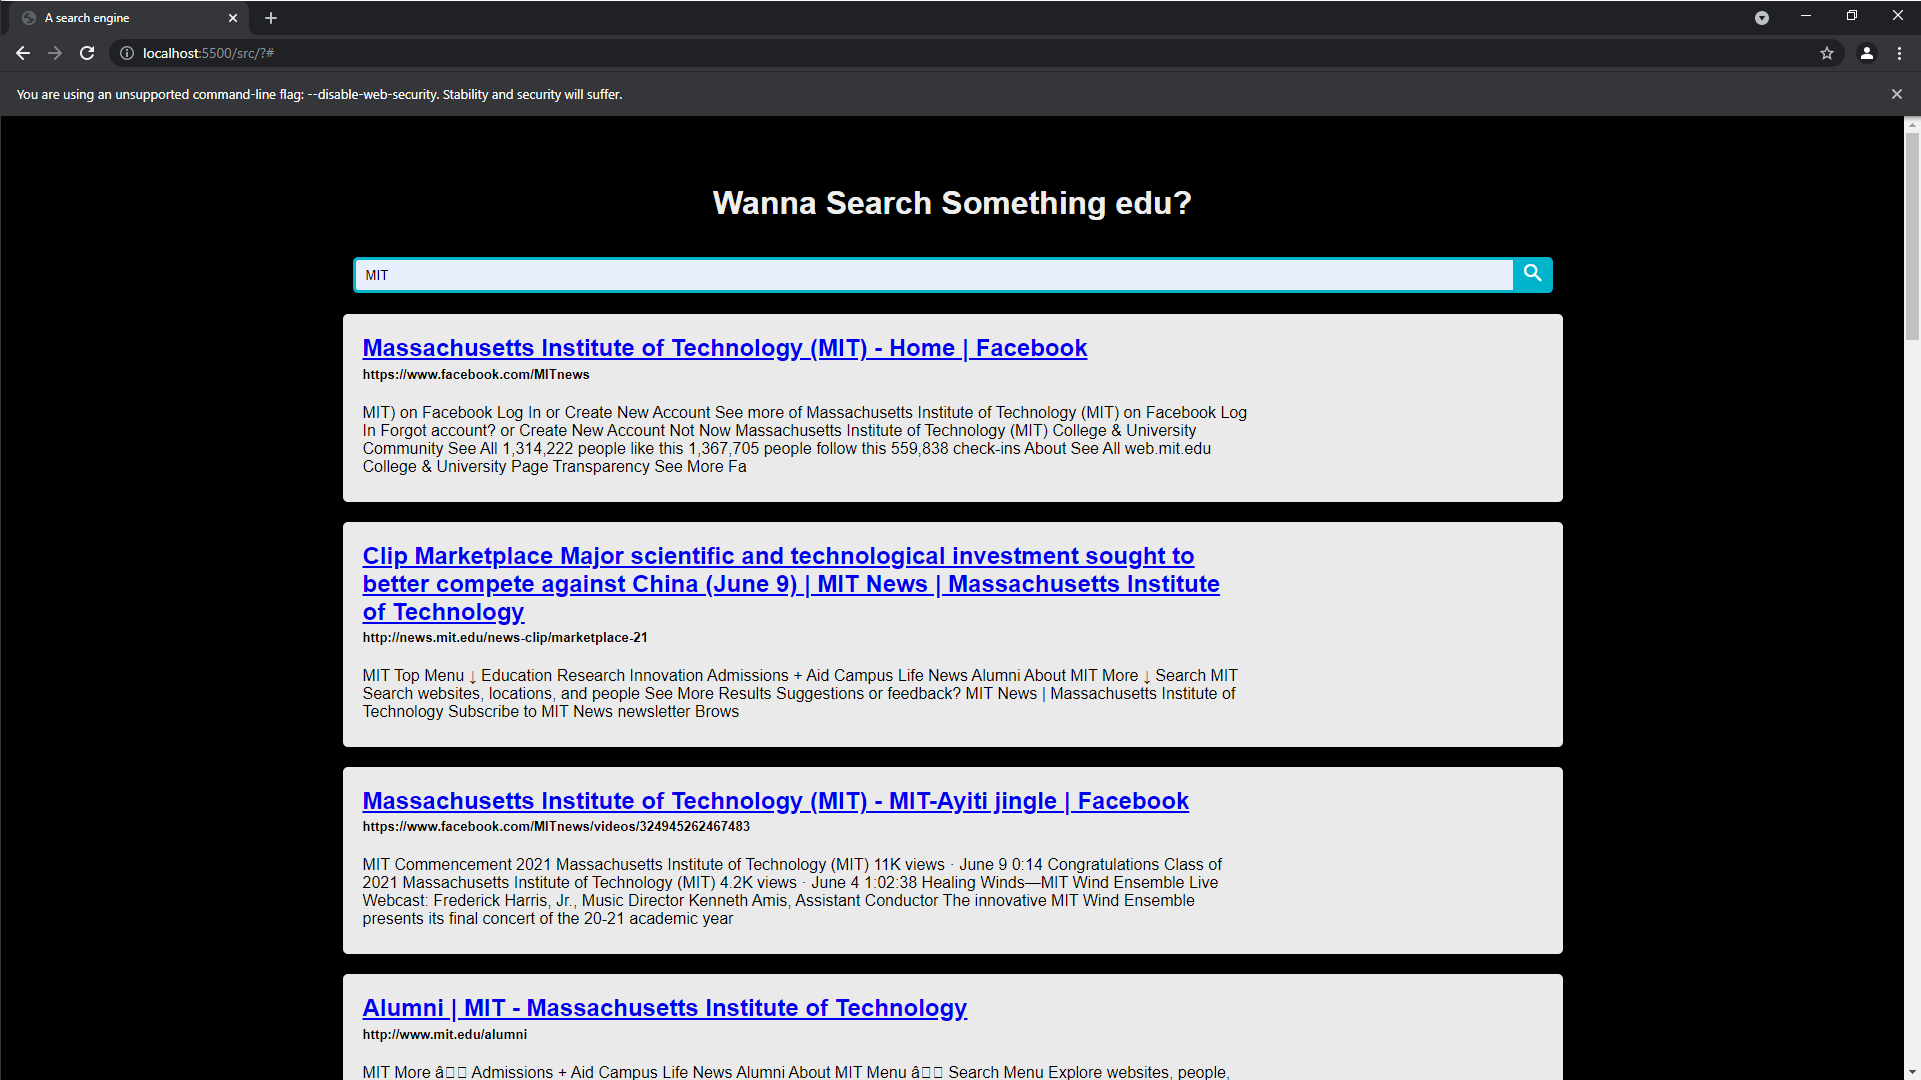 A search engine
localhost:5500/src/?#
You are using an unsupported command-line flag: --disable-web-security. Stability and security will suffer.
Wanna Search Something edu?
MIT
Massachusetts Institute of Technology (MIT) - Home | Facebook
https://www.facebook.com/MITnews
MIT) on Facebook Log In or Create New Account See more of Massachusetts Institute of Technology (MIT) on Facebook Log
In Forgot account? or Create New Account Not Now Massachusetts Institute of Technology (MIT) College & University
Community See All 1,314,222 people like this 1,367,705 people follow this 559,838 check-ins About See All web.mit.edu
College & University Page Transparency See More Fa
Clip Marketplace Major scientific and technological investment sought to
better compete against China (June 9) | MIT News | Massachusetts Institute
of Technology
http://news.mit.edu/news-clip/marketplace-21
MIT Top Menu ↓ Education Research Innovation Admissions + Aid Campus Life News Alumni About MIT More ↓ Search MIT
Search websites, locations, and people See More Results Suggestions or feedback? MIT News | Massachusetts Institute of
Technology Subscribe to MIT News newsletter Brows
Massachusetts Institute of Technology (MIT) - MIT-Ayiti jingle | Facebook
https://www.facebook.com/MITnews/videos/324945262467483
MIT Commencement 2021 Massachusetts Institute of Technology (MIT) 11K views · June 9 0:14 Congratulations Class of
2021 Massachusetts Institute of Technology (MIT) 4.2K views · June 4 1:02:38 Healing Winds—MIT Wind Ensemble Live
Webcast: Frederick Harris, Jr., Music Director Kenneth Amis, Assistant Conductor The innovative MIT Wind Ensemble
presents its final concert of the 20-21 academic year
Alumni | MIT - Massachusetts Institute of Technology
http://www.mit.edu/alumni
MIT More â□□ Admissions + Aid Campus Life News Alumni About MIT Menu â□□ Search Menu Explore websites, people,